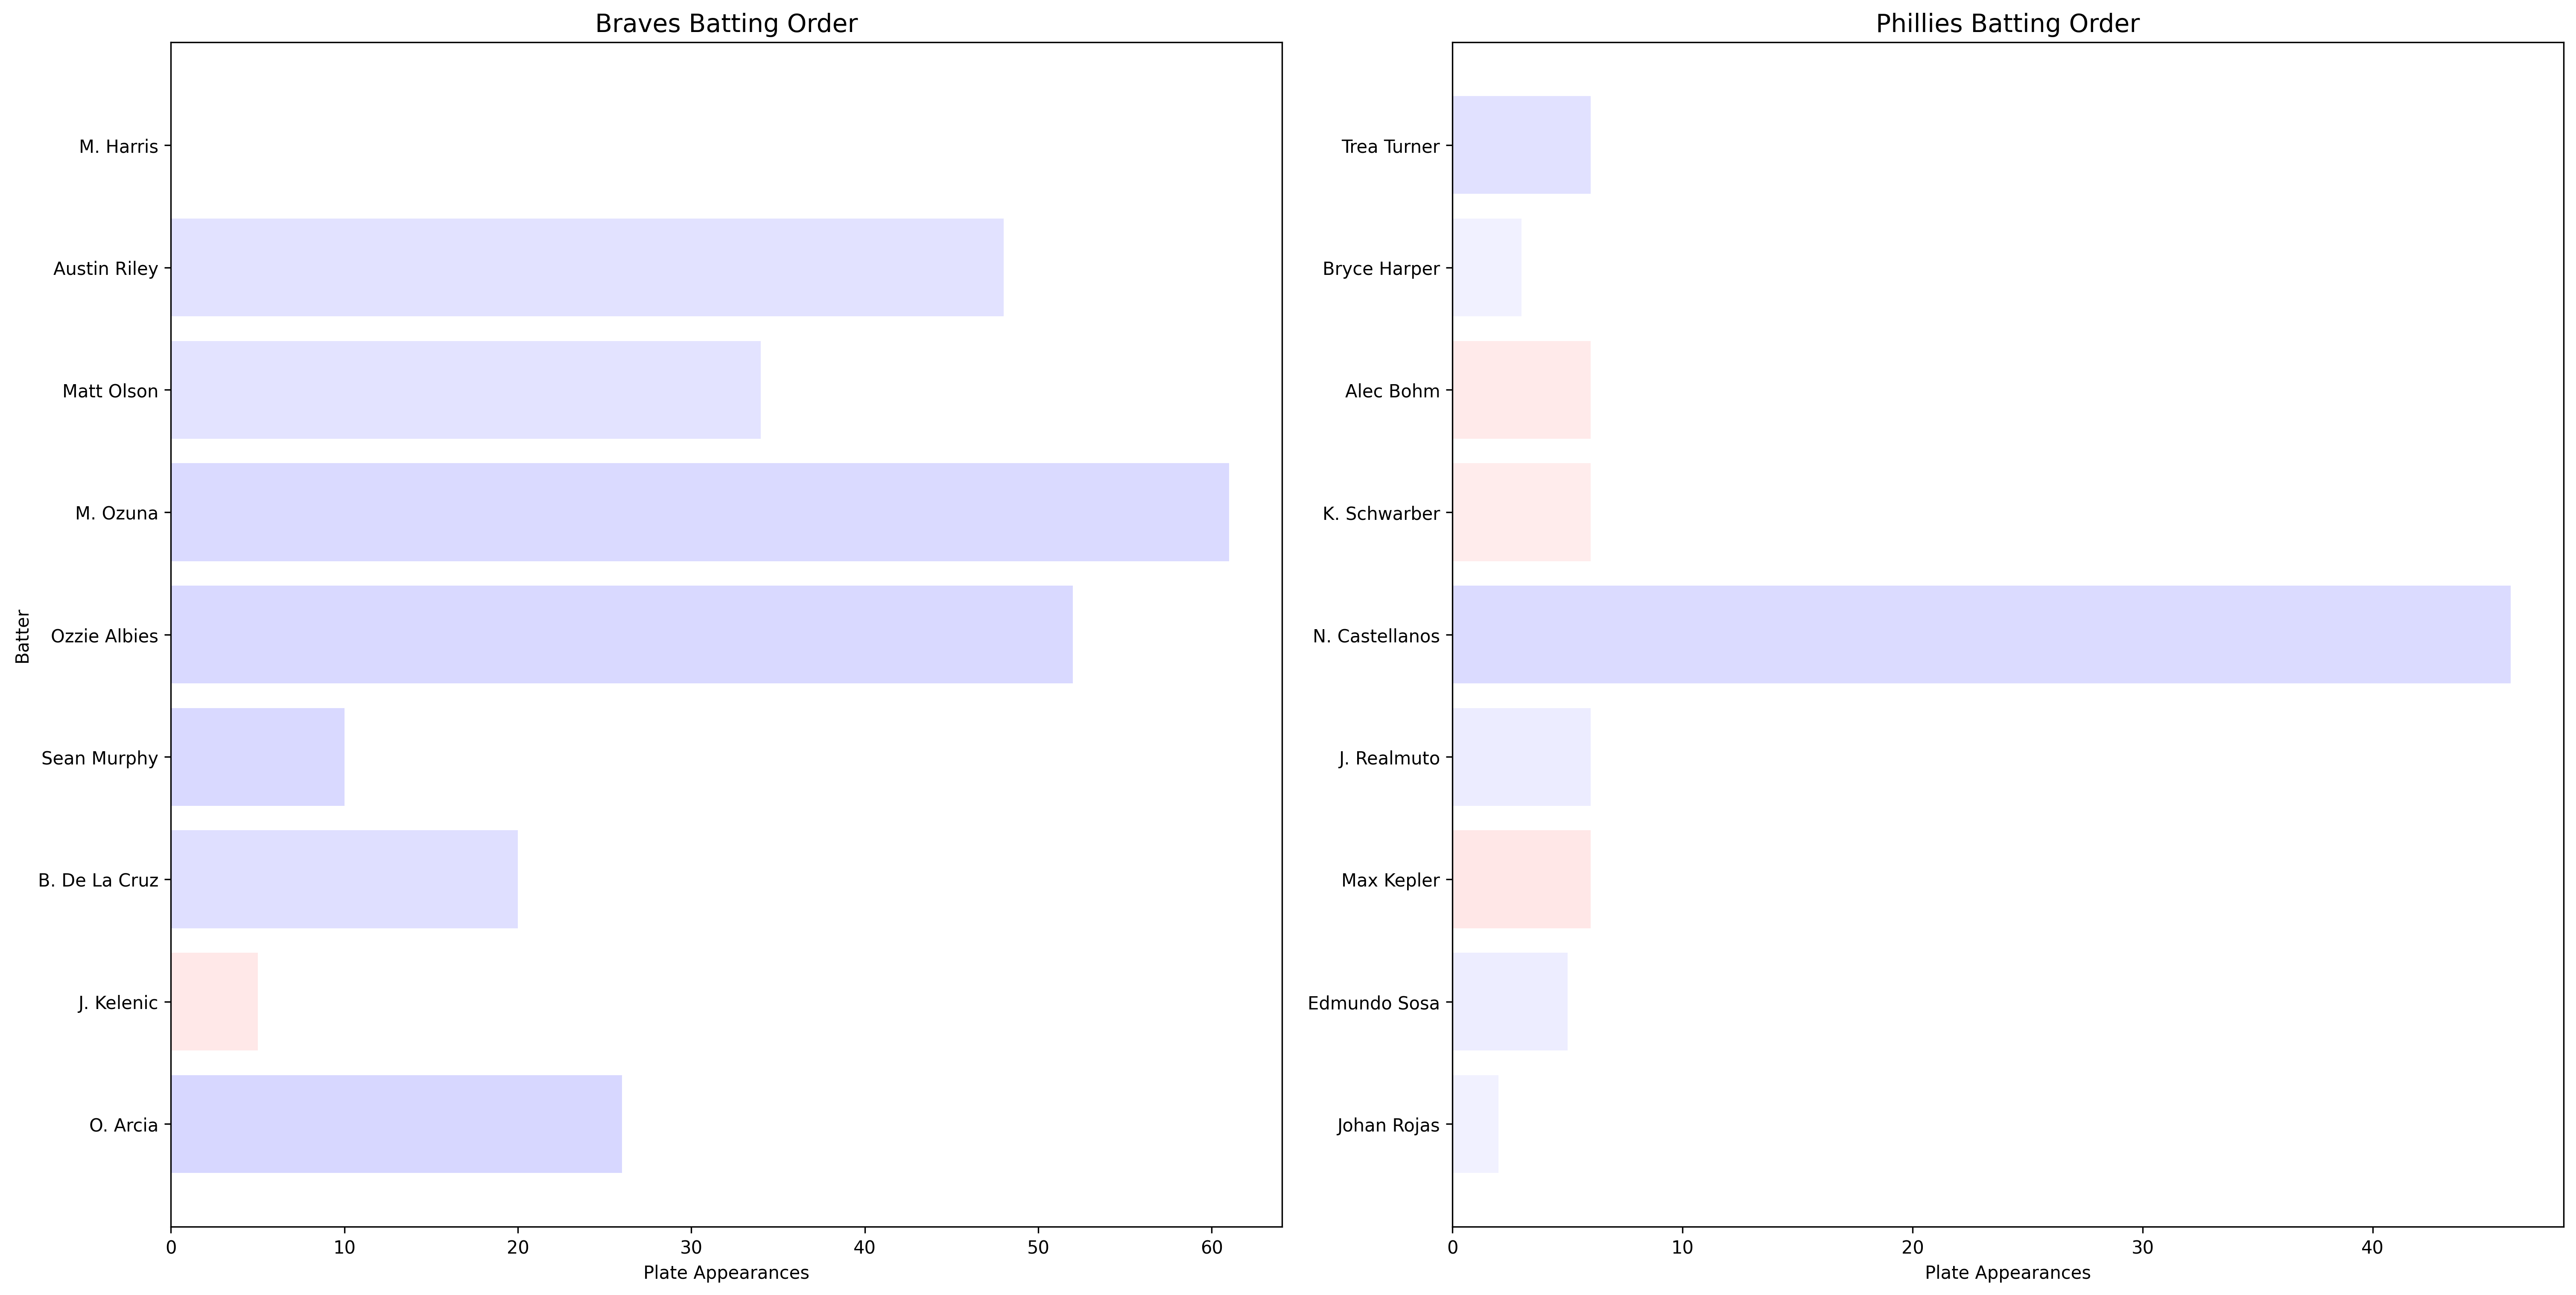 Braves Batting Order
Batter
M. Harris
Austin Riley
Matt Olson
M. Ozuna
Ozzie Albies
Sean Murphy
B. De La Cruz
J. Kelenic
O. Arcia
0 10 20 30 40 50 60
Plate Appearances
Phillies Batting Order
Trea Turner
Bryce Harper
Alec Bohm
K. Schwarber
N. Castellanos
J. Realmuto
Max Kepler
Edmundo Sosa
Johan Rojas
0 10 20 30 40
Plate Appearances